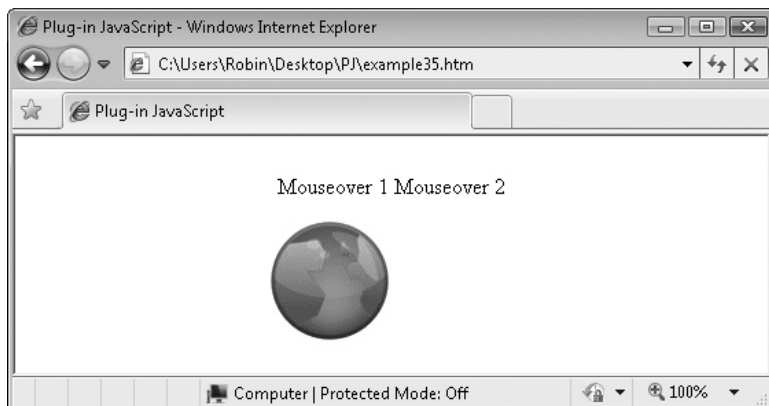 Plug-in JavaScript - Windows Internet Explorer
C:\Users\Robin\Desktop\PJ\example35.htm
Plug-in JavaScript
Mouseover 1 Mouseover 2
Computer | Protected Mode: Off
100%